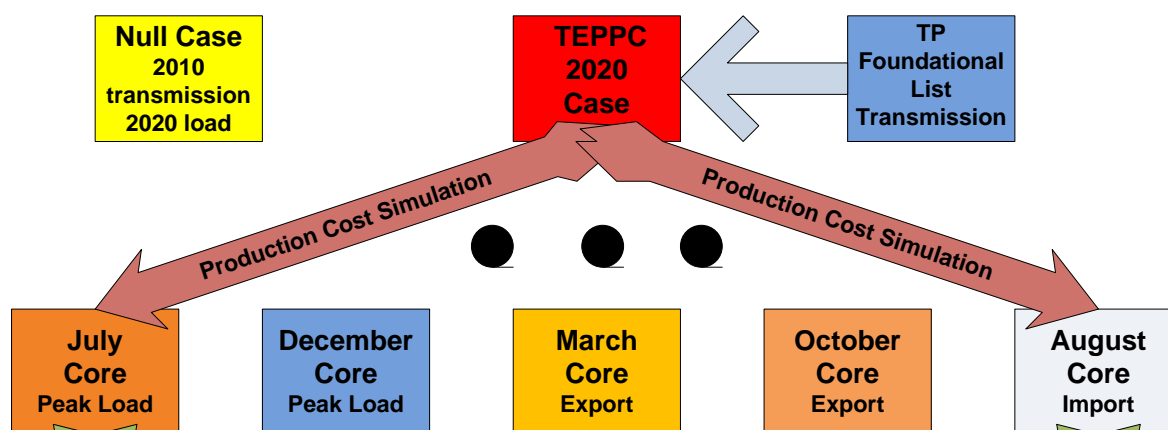 Null Case
2010
transmission
2020 load
TEPPC
2020
Case
TP
Foundational
List
Transmission
Production Cost Simulation
Production Cost Simulation
July
Core
Peak Load
December
Core
Peak Load
March
Core
Export
October
Core
Export
August
Core
Import